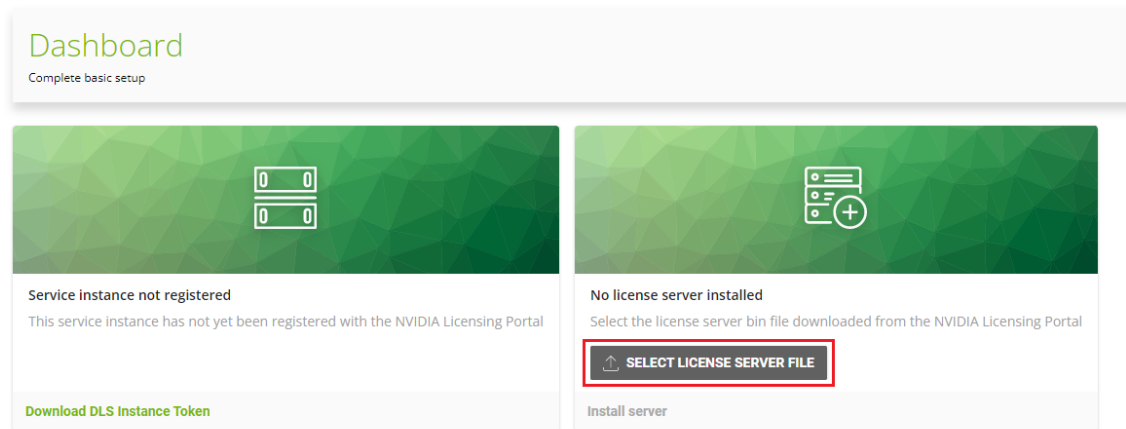 Dashboard
Complete basic setup
Service instance not registered
This service instance has not yet been registered with the NVIDIA Licensing Portal
Download DLS Instance Token
No license server installed
Select the license server bin file downloaded from the NVIDIA Licensing Portal
SELECT LICENSE SERVER FILE
Install server